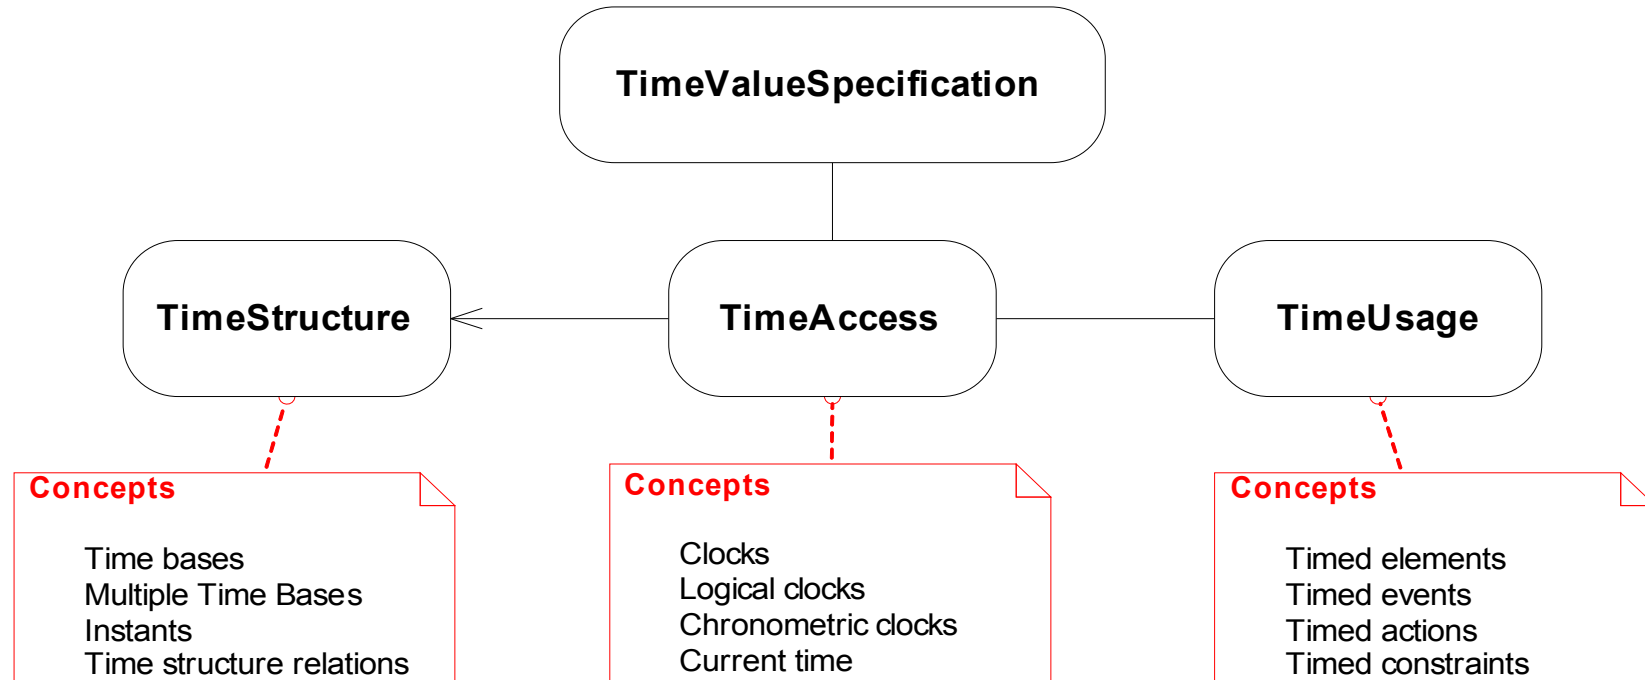 TimeValueSpecification
TimeStructure
TimeAccess
TimeUsage
Concepts
Time bases
Multiple Time Bases
Instants
Time structure relations
Concepts
Clocks
Logical clocks
Chronometric clocks
Current time
Concepts
Timed elements
Timed events
Timed actions
Timed constraints